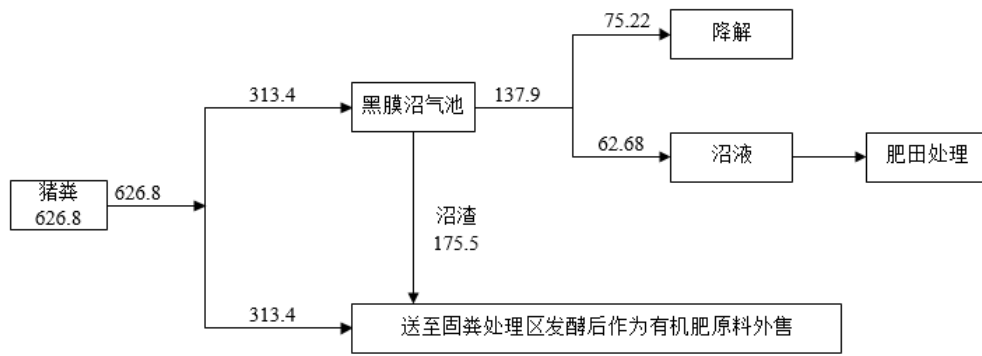 75.22
降解
313.4
黑膜沼气池
137.9
62.68
沼液
肥田处理
猪粪
626.8
626.8
沼渣
175.5
313.4
送至固粪处理区发酵后作为有机肥原料外售